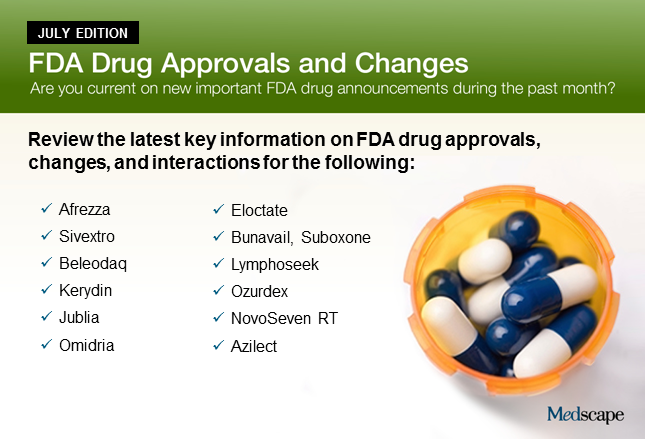 JULY EDITION
FDA Drug Approvals and Changes
Are you current on new important FDA drug announcements during the past month?
Review the latest key information on FDA drug approvals,
changes, and interactions for the following:
✓ Afrezza
✓ Sivextro
✓ Beleodaq
✓ Kerydin
✓ Jublia
✓ Omidria
✓ Eloctate
✓ Bunavail, Suboxone
✓ Lymphoseek
✓ Ozurdex
✓ NovoSeven RT
✓ Azilect
Medscape